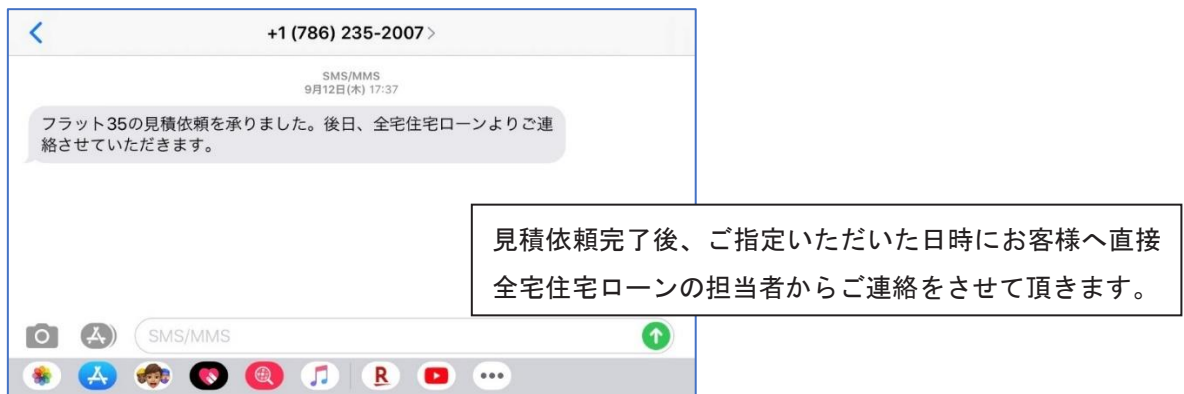 +1 (786) 235-2007
SMS/MMS
9月12日(木) 17:37
フラット35の見積依頼を承りました。後日、全宅住宅ローンよりご連
絡させていただきます。
見積依頼完了後、ご指定いただいた日時にお客様へ直接
全宅住宅ローンの担当者からご連絡をさせて頂きます。
SMS/MMS
R